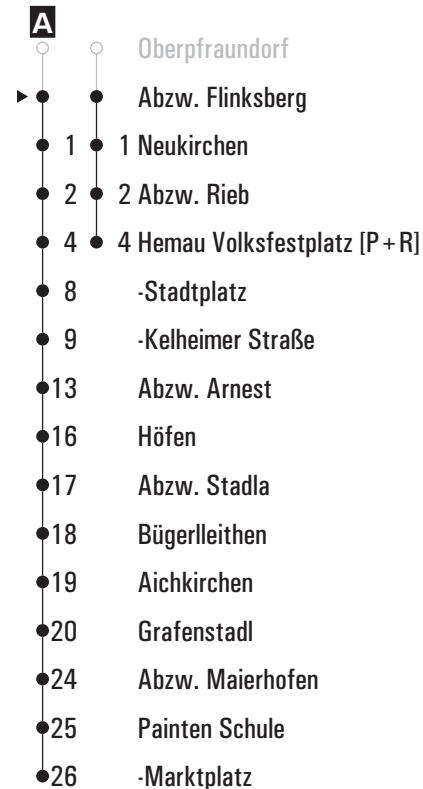 A
Oberpfraundorf
Abzw. Flinksberg
1 1 Neukirchen
2 2 Abzw. Rieb
4 4 Hemau Volksfestplatz [P+R]
8 -Stadtplatz
9 -Kelheimer Straße
13 Abzw. Arnest
16 Höfen
17 Abzw. Stadla
18 Bügerlleithen
19 Aichkirchen
20 Grafenstadl
24 Abzw. Maierhofen
25 Painten Schule
26 -Marktplatz